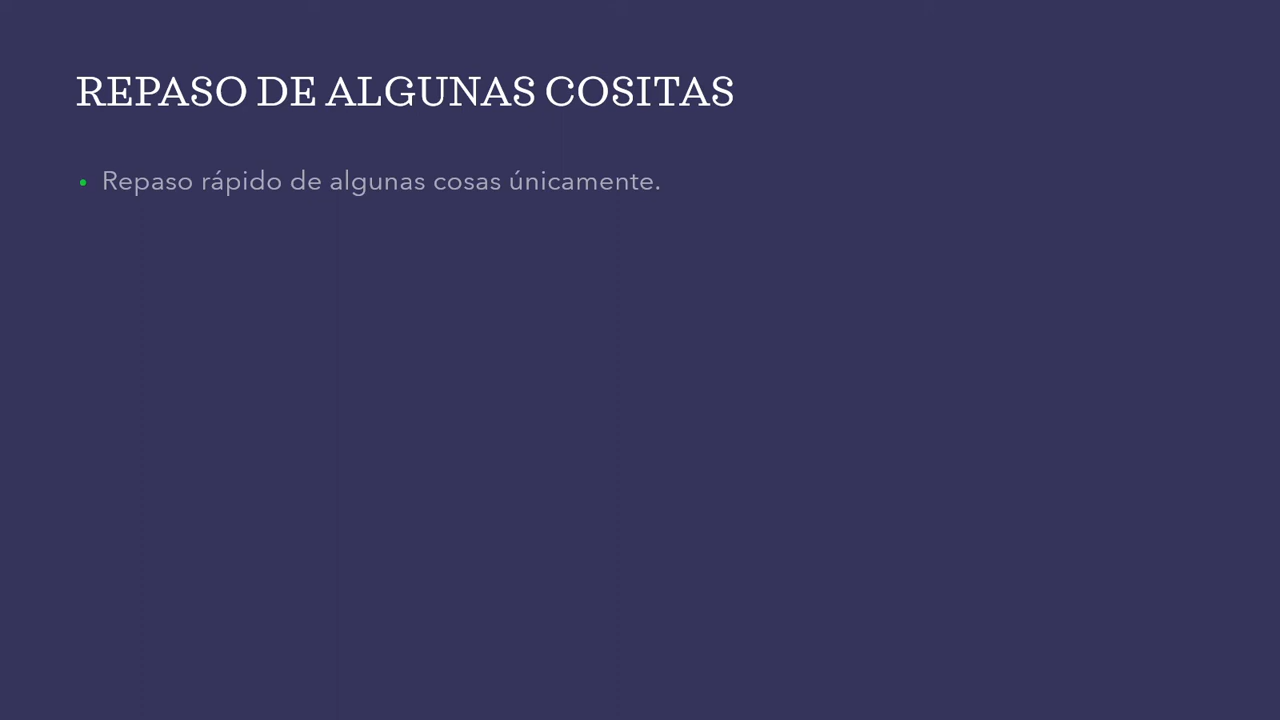 REPASO DE ALGUNAS COSITAS
• Repaso rápido de algunas cosas únicamente.